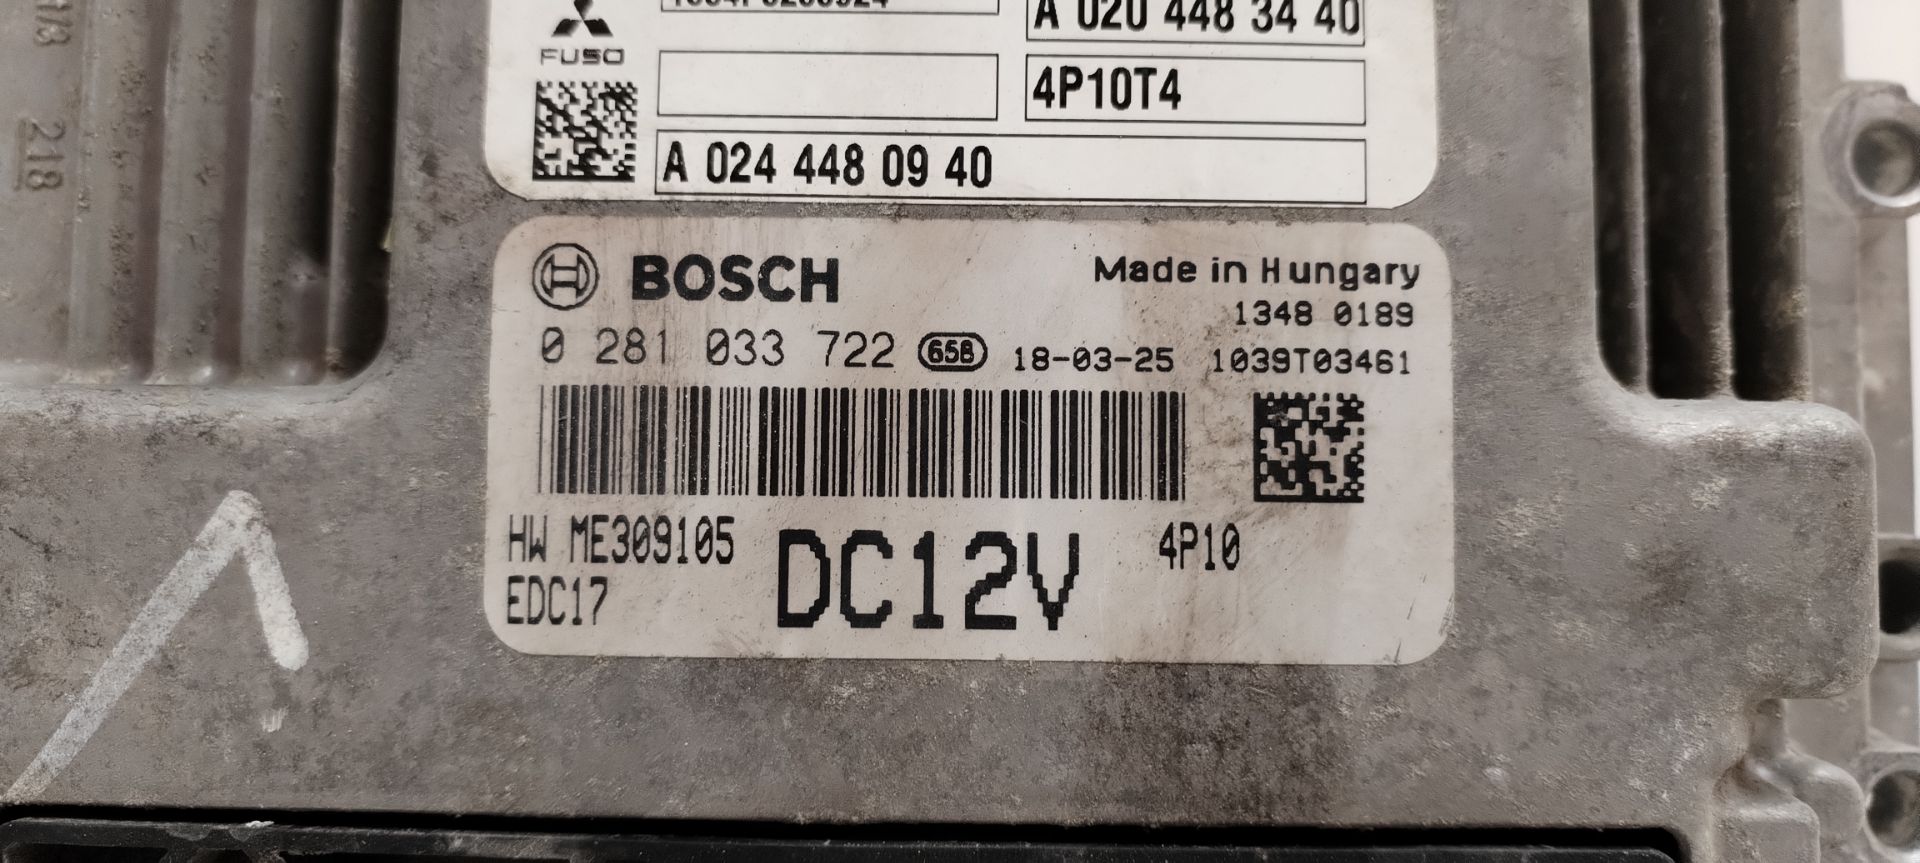 A 020 448 34 40
FUSO
4P10T4
A 024 448 09 40
218
BOSCH
Made in Hungary
1348 0189
0 281 033 722 65B 18-03-25 1039T03461
HW ME309105
DC12V
4P10
EDC17